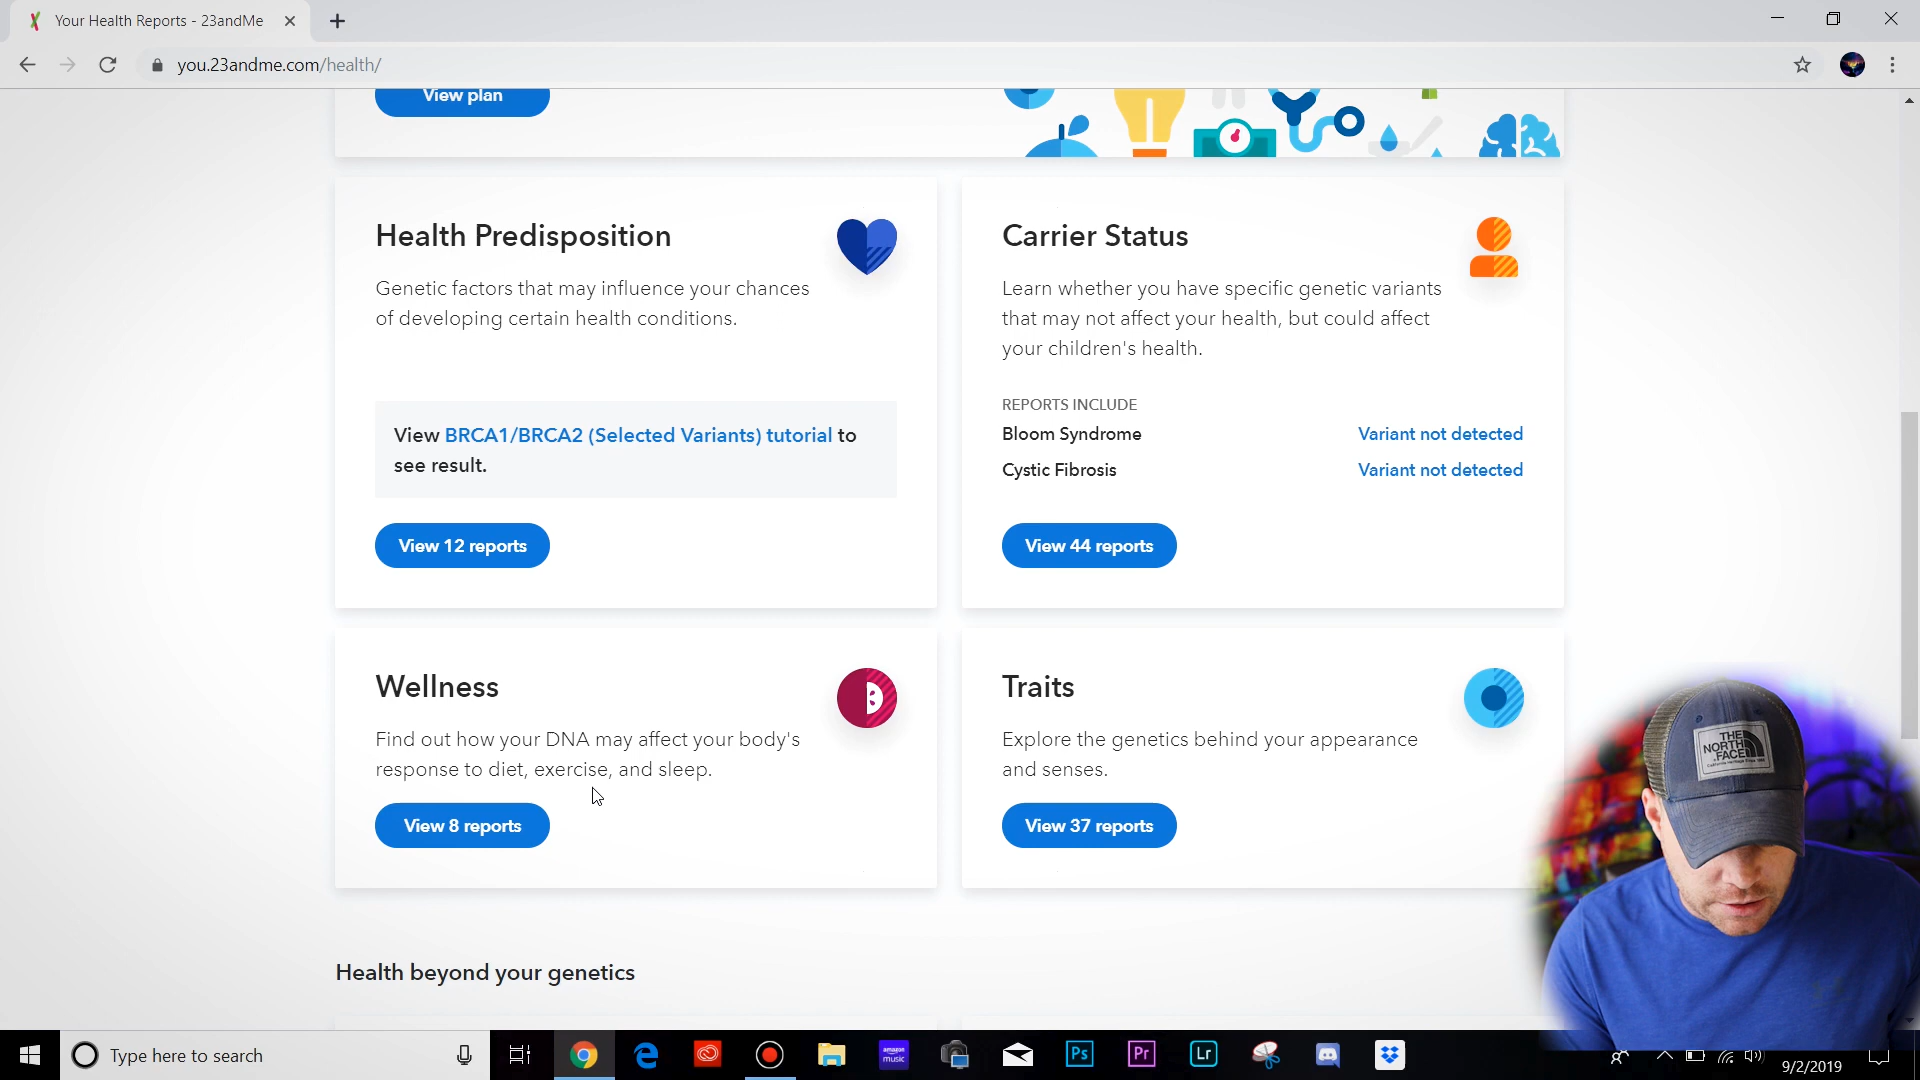 Your Health Reports - 23andMe
you.23andme.com/health/
View plan
Health Predisposition
Genetic factors that may influence your chances
of developing certain health conditions.
View BRCA1/BRCA2 (Selected Variants) tutorial to
see result.
View 12 reports
Carrier Status
Learn whether you have specific genetic variants
that may not affect your health, but could affect
your children's health.
REPORTS INCLUDE
Bloom Syndrome Variant not detected
Cystic Fibrosis Variant not detected
View 44 reports
Wellness
Find out how your DNA may affect your body's
response to diet, exercise, and sleep.
View 8 reports
Traits
Explore the genetics behind your appearance
and senses.
View 37 reports
THE
NORTH
FACE
Health beyond your genetics
Type here to search
amazon
music
Ps
Pr
Lr
9/2/2019